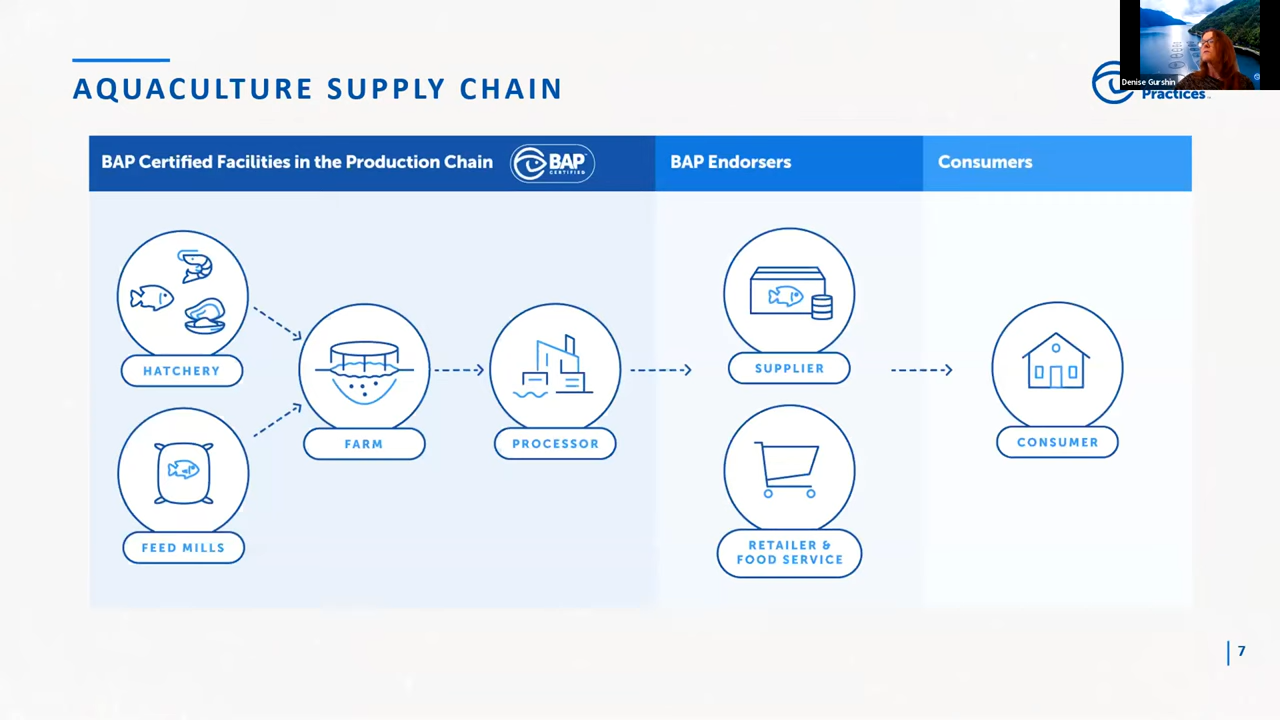 AQUACULTURE SUPPLY CHAIN
Denise Gurshin
Practices
BAP Certified Facilities in the Production Chain
BAP
CERTIFIED
BAP Endorsers
Consumers
HATCHERY
FEED MILLS
FARM
PROCESSOR
SUPPLIER
RETAILER &
FOOD SERVICE
CONSUMER
7